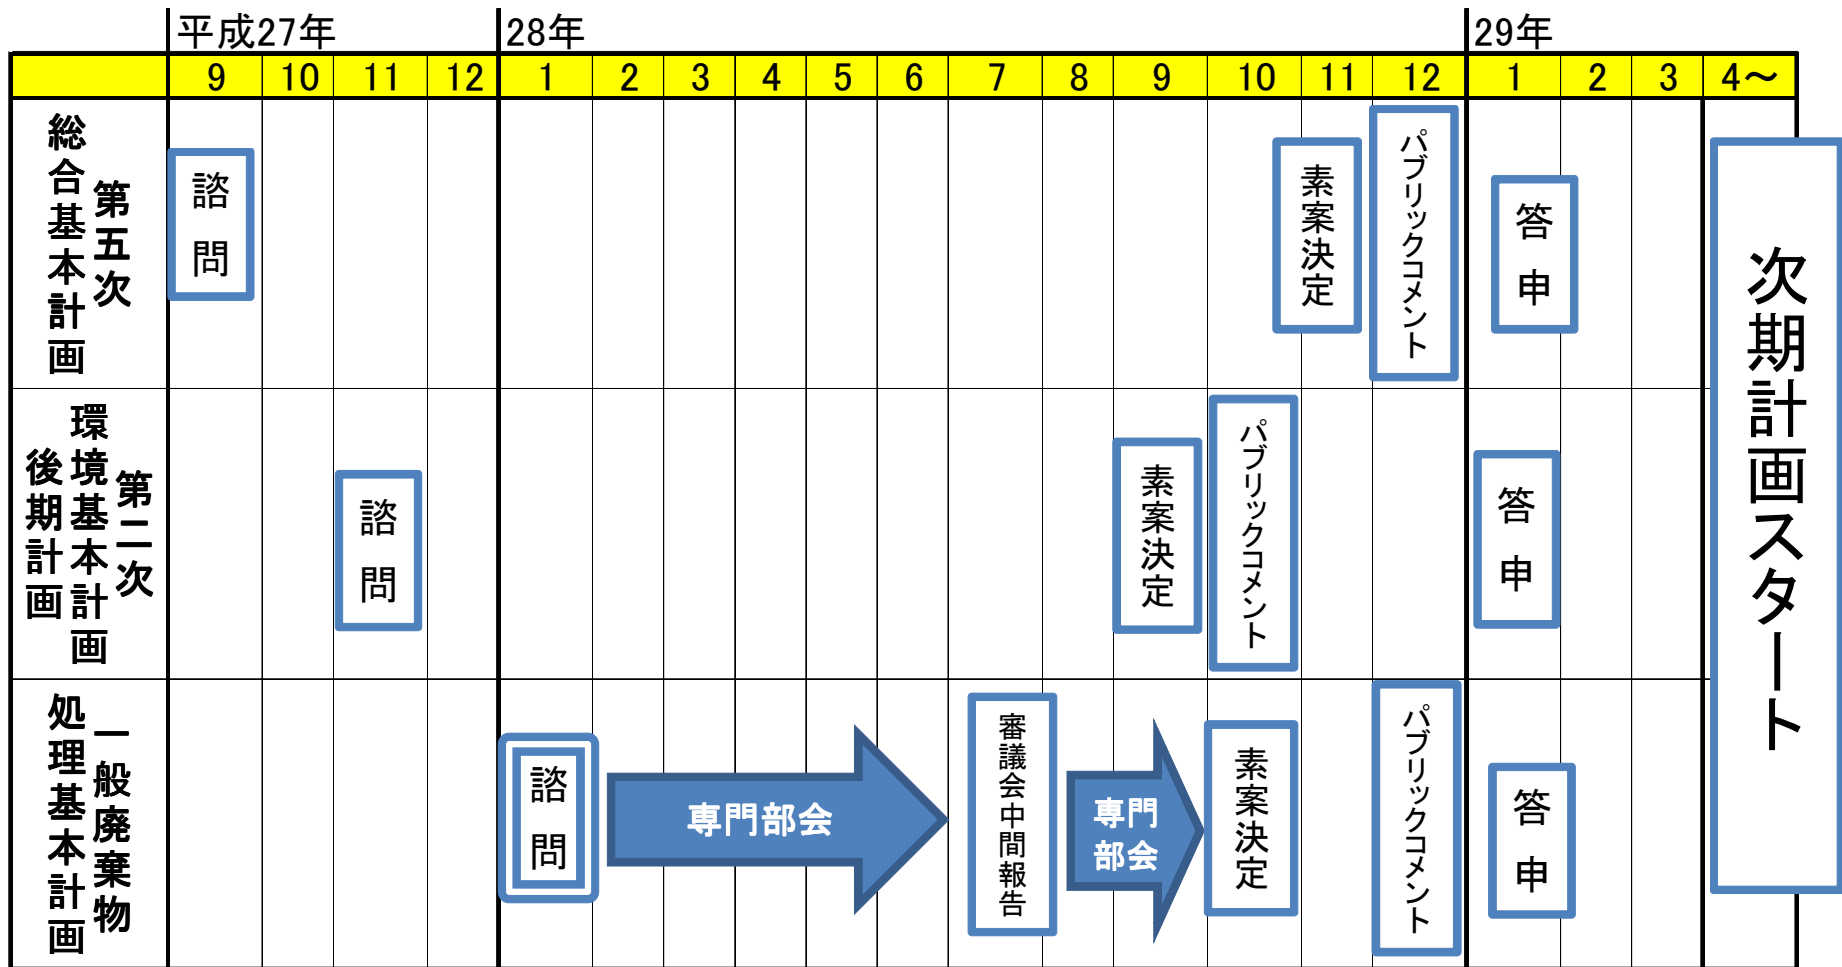 平成27年 28年 29年
9 10 11 12 1 2 3 4 5 6 7 8 9 10 11 12 1 2 3 4～
第五次
総合基本計画
諮問
素案決定
パブリックコメント
答申
第二次
環境基本計画
後期計画
諮問
素案決定
パブリックコメント
答申
一般廃棄物
処理基本計画
諮問
専門部会
審議会中間報告
専門
部会
素案決定
パブリックコメント
答申
次期計画スタート